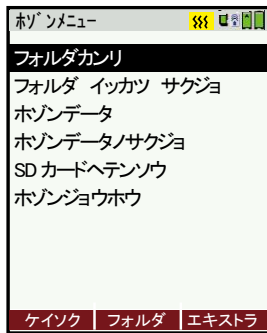 ﾎｿﾞﾝﾒﾆｭｰ
フォルダカンリ
フォルダ イッカツ サクジョ
ホゾンデータ
ホゾンデータノサクジョ
SDカードヘテンソウ
ホゾンジョウホウ
ケイソク フォルダ エキストラ